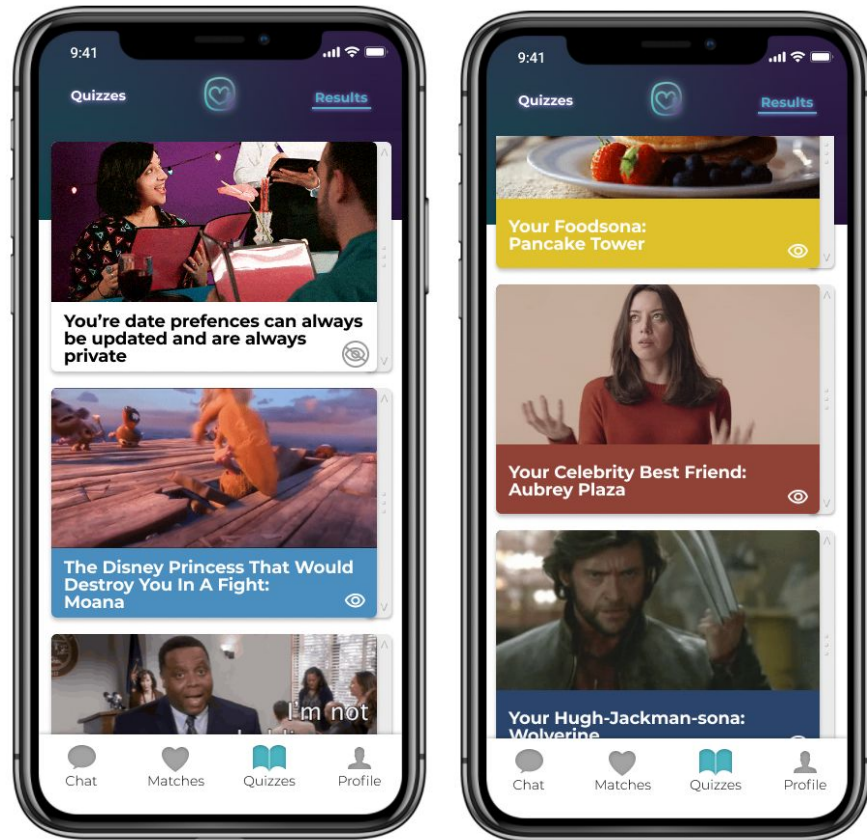 9:41
Quizzes
Results
You're date prefences can always
be updated and are always
private
The Disney Princess That Would
Destroy You In A Fight:
Moana
I'm not
Chat
Matches
Quizzes
Profile
9:41
Quizzes
Results
Your Foodsona:
Pancake Tower
Your Celebrity Best Friend:
Aubrey Plaza
Your Hugh-Jackman-sona:
Wolverine
Chat
Matches
Quizzes
Profile